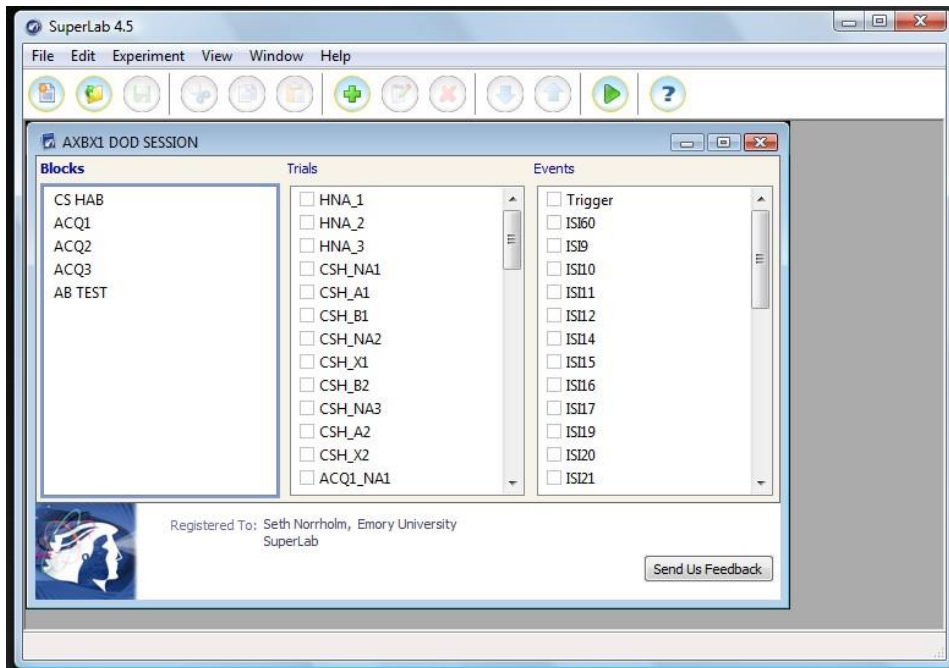 SuperLab 4.5
File Edit Experiment View Window Help
?
AXBX1 DOD SESSION
Blocks
CS HAB
ACQ1
ACQ2
ACQ3
AB TEST
Trials
HNA_1
HNA_2
HNA_3
CSH_NA1
CSH_A1
CSH_B1
CSH_NA2
CSH_X1
CSH_B2
CSH_NA3
CSH_A2
CSH_X2
ACQ1_NA1
Events
Trigger
ISI60
ISI9
ISI10
ISI11
ISI12
ISI14
ISI15
ISI16
ISI17
ISI19
ISI20
ISI21
Registered To: Seth Norrholm, Emory University
SuperLab
Send Us Feedback